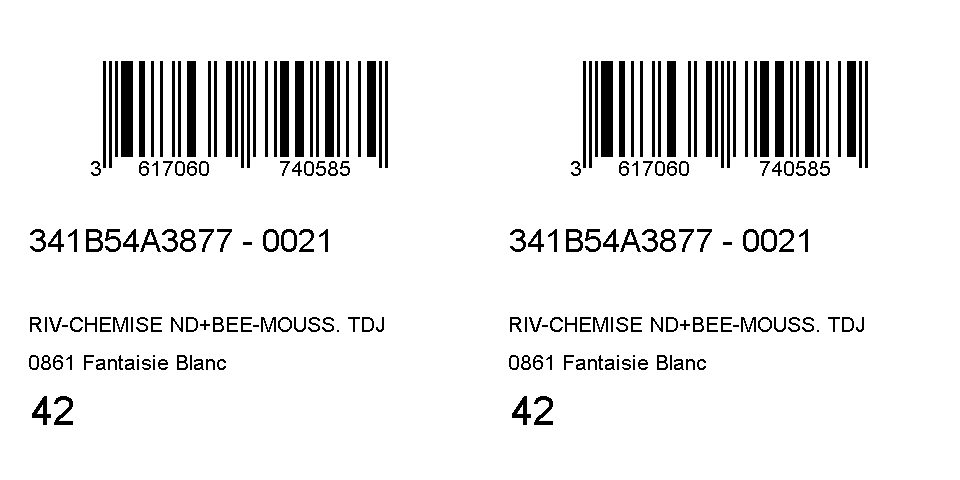 3 617060 740585
341B54A3877 - 0021
RIV-CHEMISE ND+BEE-MOUSS. TDJ
0861 Fantaisie Blanc
42
3 617060 740585
341B54A3877 - 0021
RIV-CHEMISE ND+BEE-MOUSS. TDJ
0861 Fantaisie Blanc
42